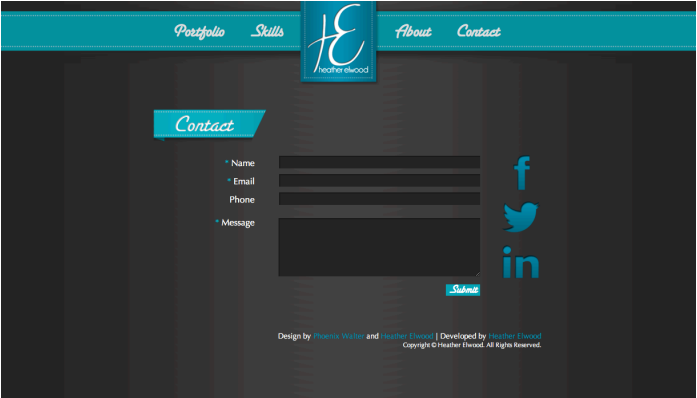 Portfolio Skills HE About Contact
heather elwood
Contact
* Name
* Email
Phone
* Message
Submit
f
in
Design by Phoenix Walter and Heather Elwood | Developed by Heather Elwood
Copyright © Heather Elwood. All Rights Reserved.